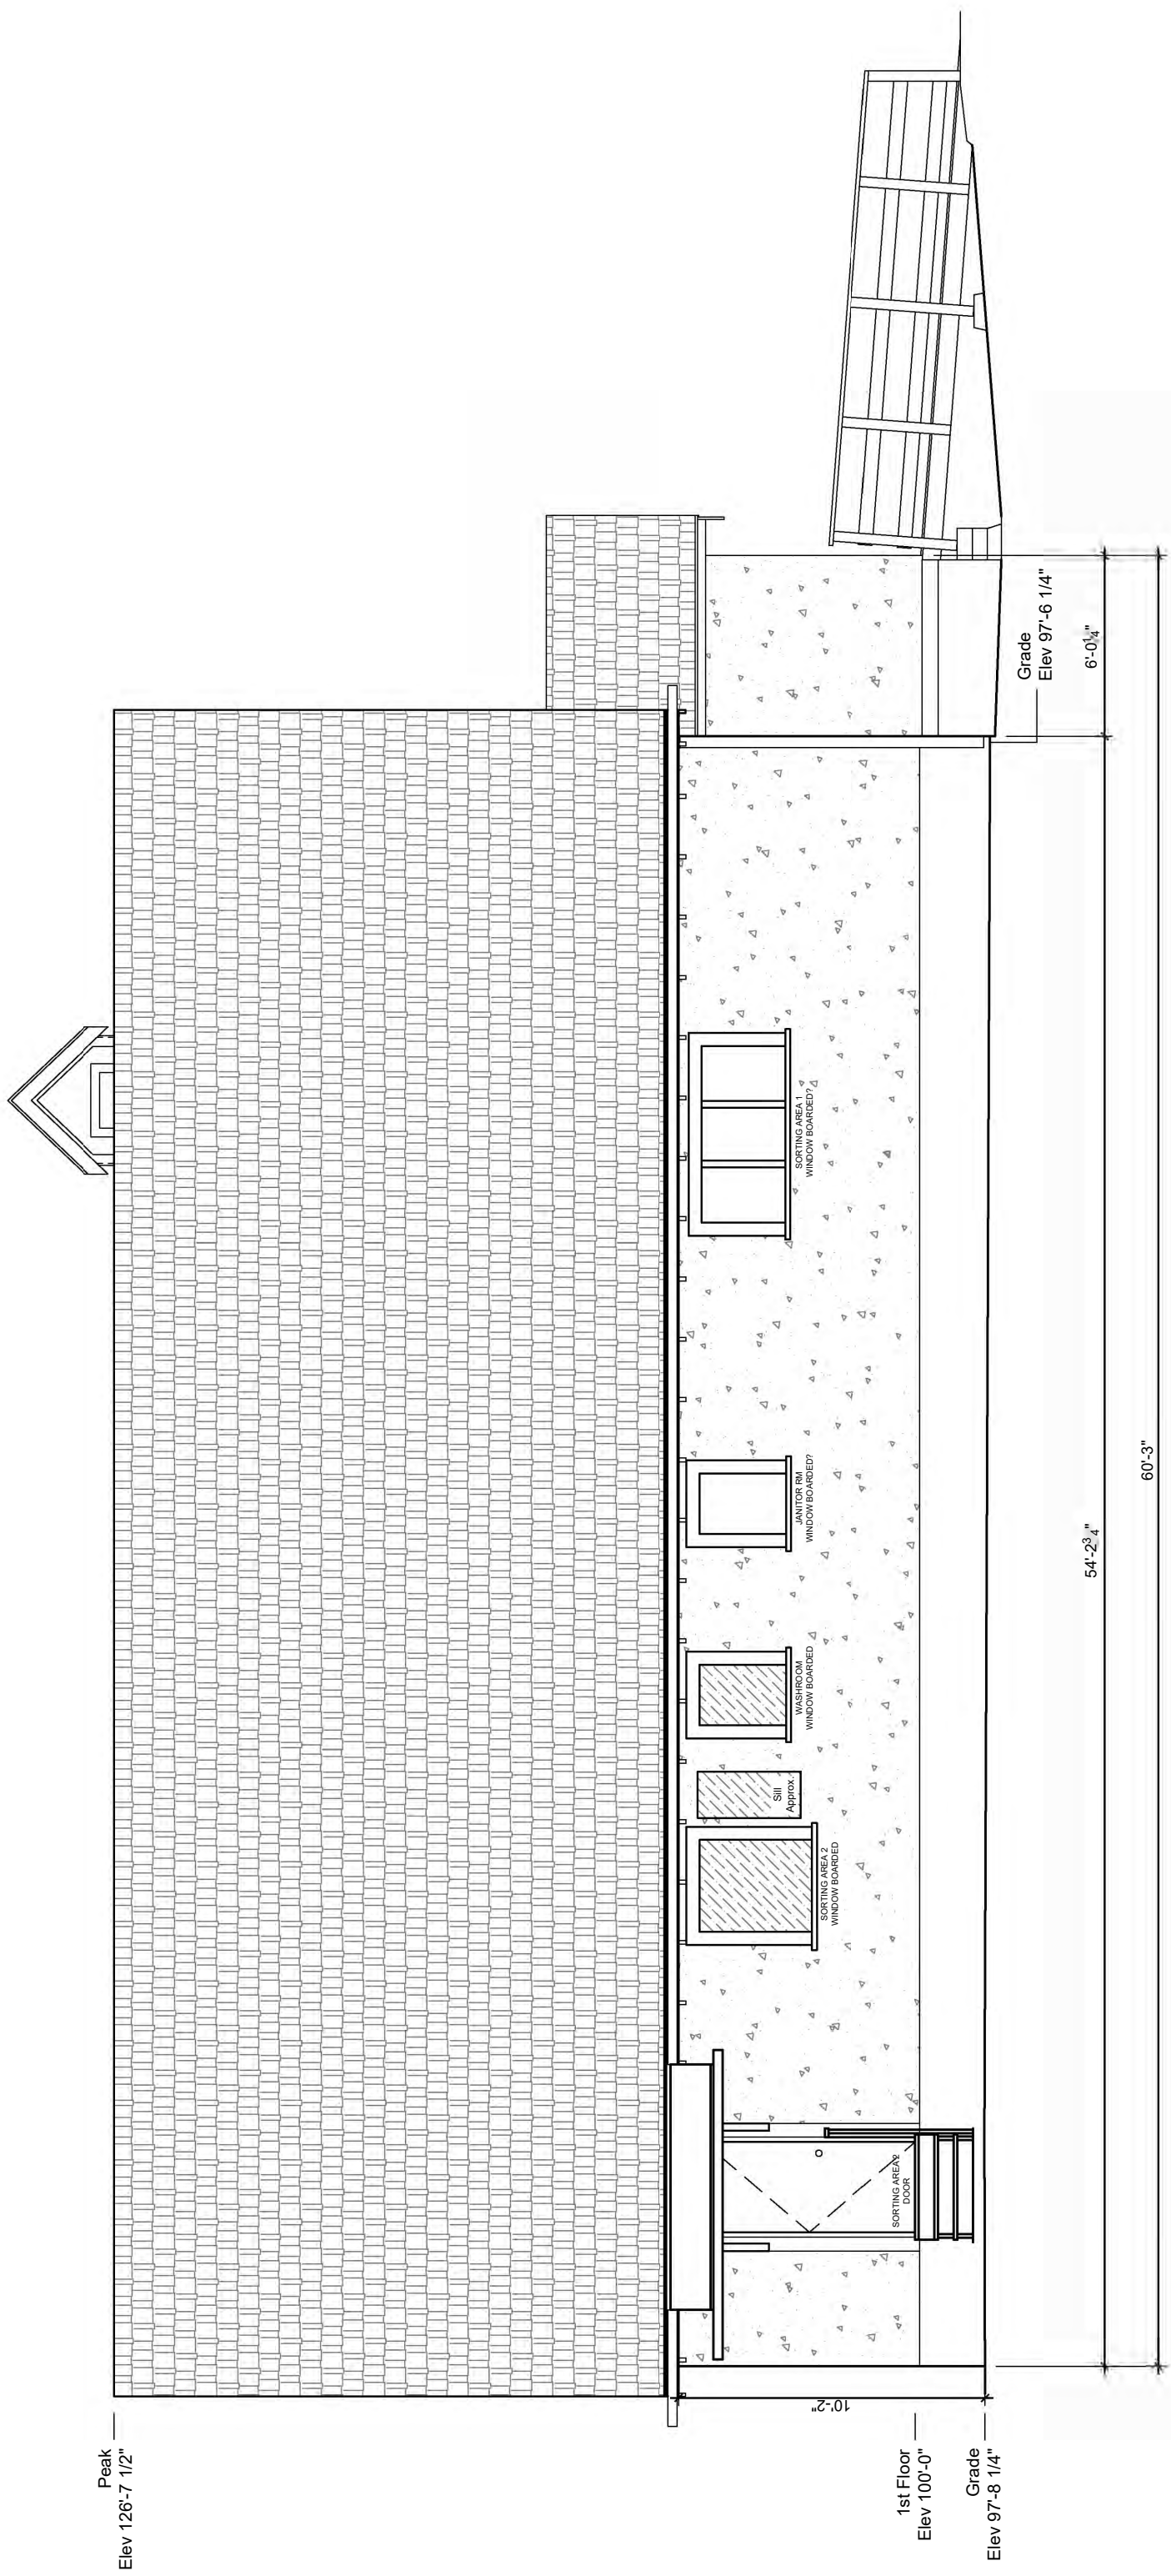 Peak
Elev 126'-7 1/2"
1st Floor
Elev 100'-0"
Grade
Elev 97'-8 1/4"
10'-2"
SORTING AREA 2
DOOR
SORTING AREA 2
WINDOW BOARDED
Sill
Approx.
WASHROOM
WINDOW BOARDED
JANITOR RM
WINDOW BOARDED?
SORTING AREA 1
WINDOW BOARDED?
Grade
Elev 97'-6 1/4"
54'-2 3/4"
6'-0 1/4"
60'-3"